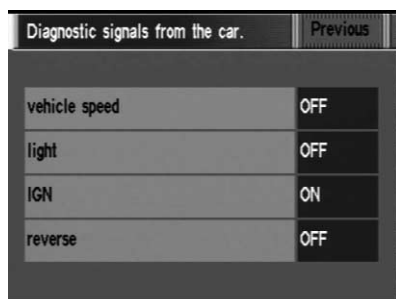 Diagnostic signals from the car. Previous
vehicle speed OFF
light OFF
IGN ON
reverse OFF